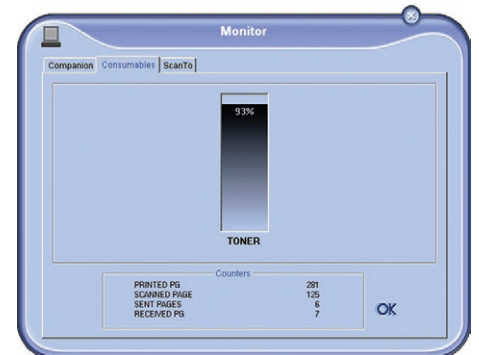 Monitor
Companion Consumables ScanTo
93%
TONER
Counters
PRINTED PG 281
SCANNED PAGE 125
SENT PAGES 6
RECEIVED PG 7
OK